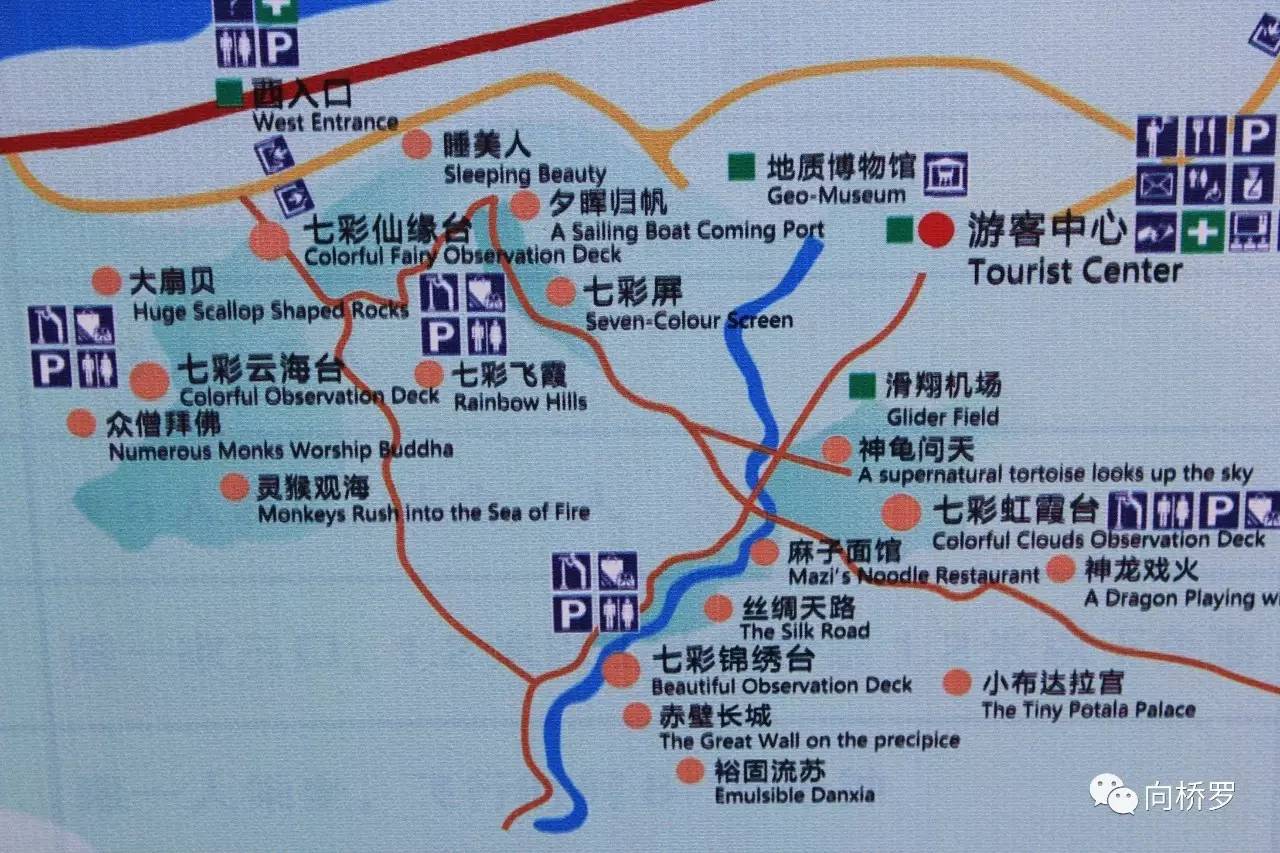 P
西入口
West Entrance
睡美人
Sleeping Beauty
地质博物馆
Geo-Museum
P
夕晖归帆
A Sailing Boat Coming Port
游客中心
Tourist Center
七彩仙缘台
Colorful Fairy Observation Deck
大扇贝
Huge Scallop Shaped Rocks
七彩屏
Seven-Colour Screen
P
P
七彩云海台
Colorful Observation Deck
七彩飞霞
Rainbow Hills
滑翔机场
Glider Field
众僧拜佛
Numerous Monks Worship Buddha
神龟问天
A supernatural tortoise looks up the sky
灵猴观海
Monkeys Rush into the Sea of Fire
七彩虹霞台
P
Colorful Clouds Observation Deck
麻子面馆
Mazi's Noodle Restaurant
神龙戏火
A Dragon Playing
P
丝绸天路
The Silk Road
七彩锦绣台
Beautiful Observation Deck
小布达拉宫
The Tiny Potala Palace
赤壁长城
The Great Wall on the precipice
裕固流苏
Emulsible Danxia
向桥罗